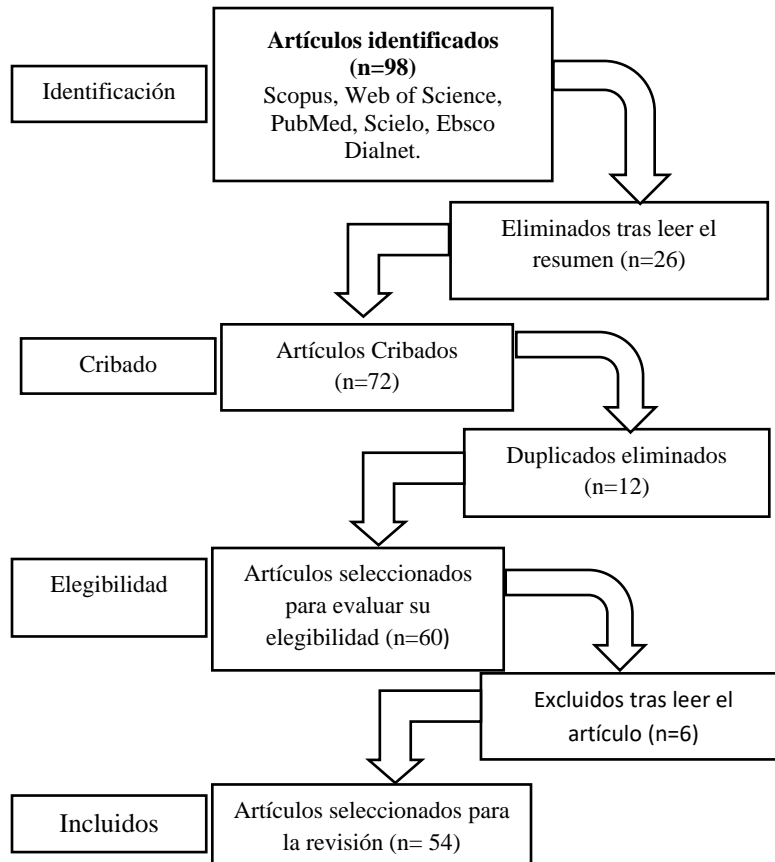 Artículos identificados
(n=98)
Identificación
Scopus, Web of Science,
PubMed, Scielo, Ebsco
Dialnet.
Eliminados tras leer el
resumen (n=26)
Cribado
Artículos Cribados
(n=72)
Duplicados eliminados
(n=12)
Elegibilidad
Artículos seleccionados
para evaluar su
elegibilidad (n=60)
Excluidos tras leer el
artículo (n=6)
Incluidos
Artículos seleccionados para
la revisión (n= 54)